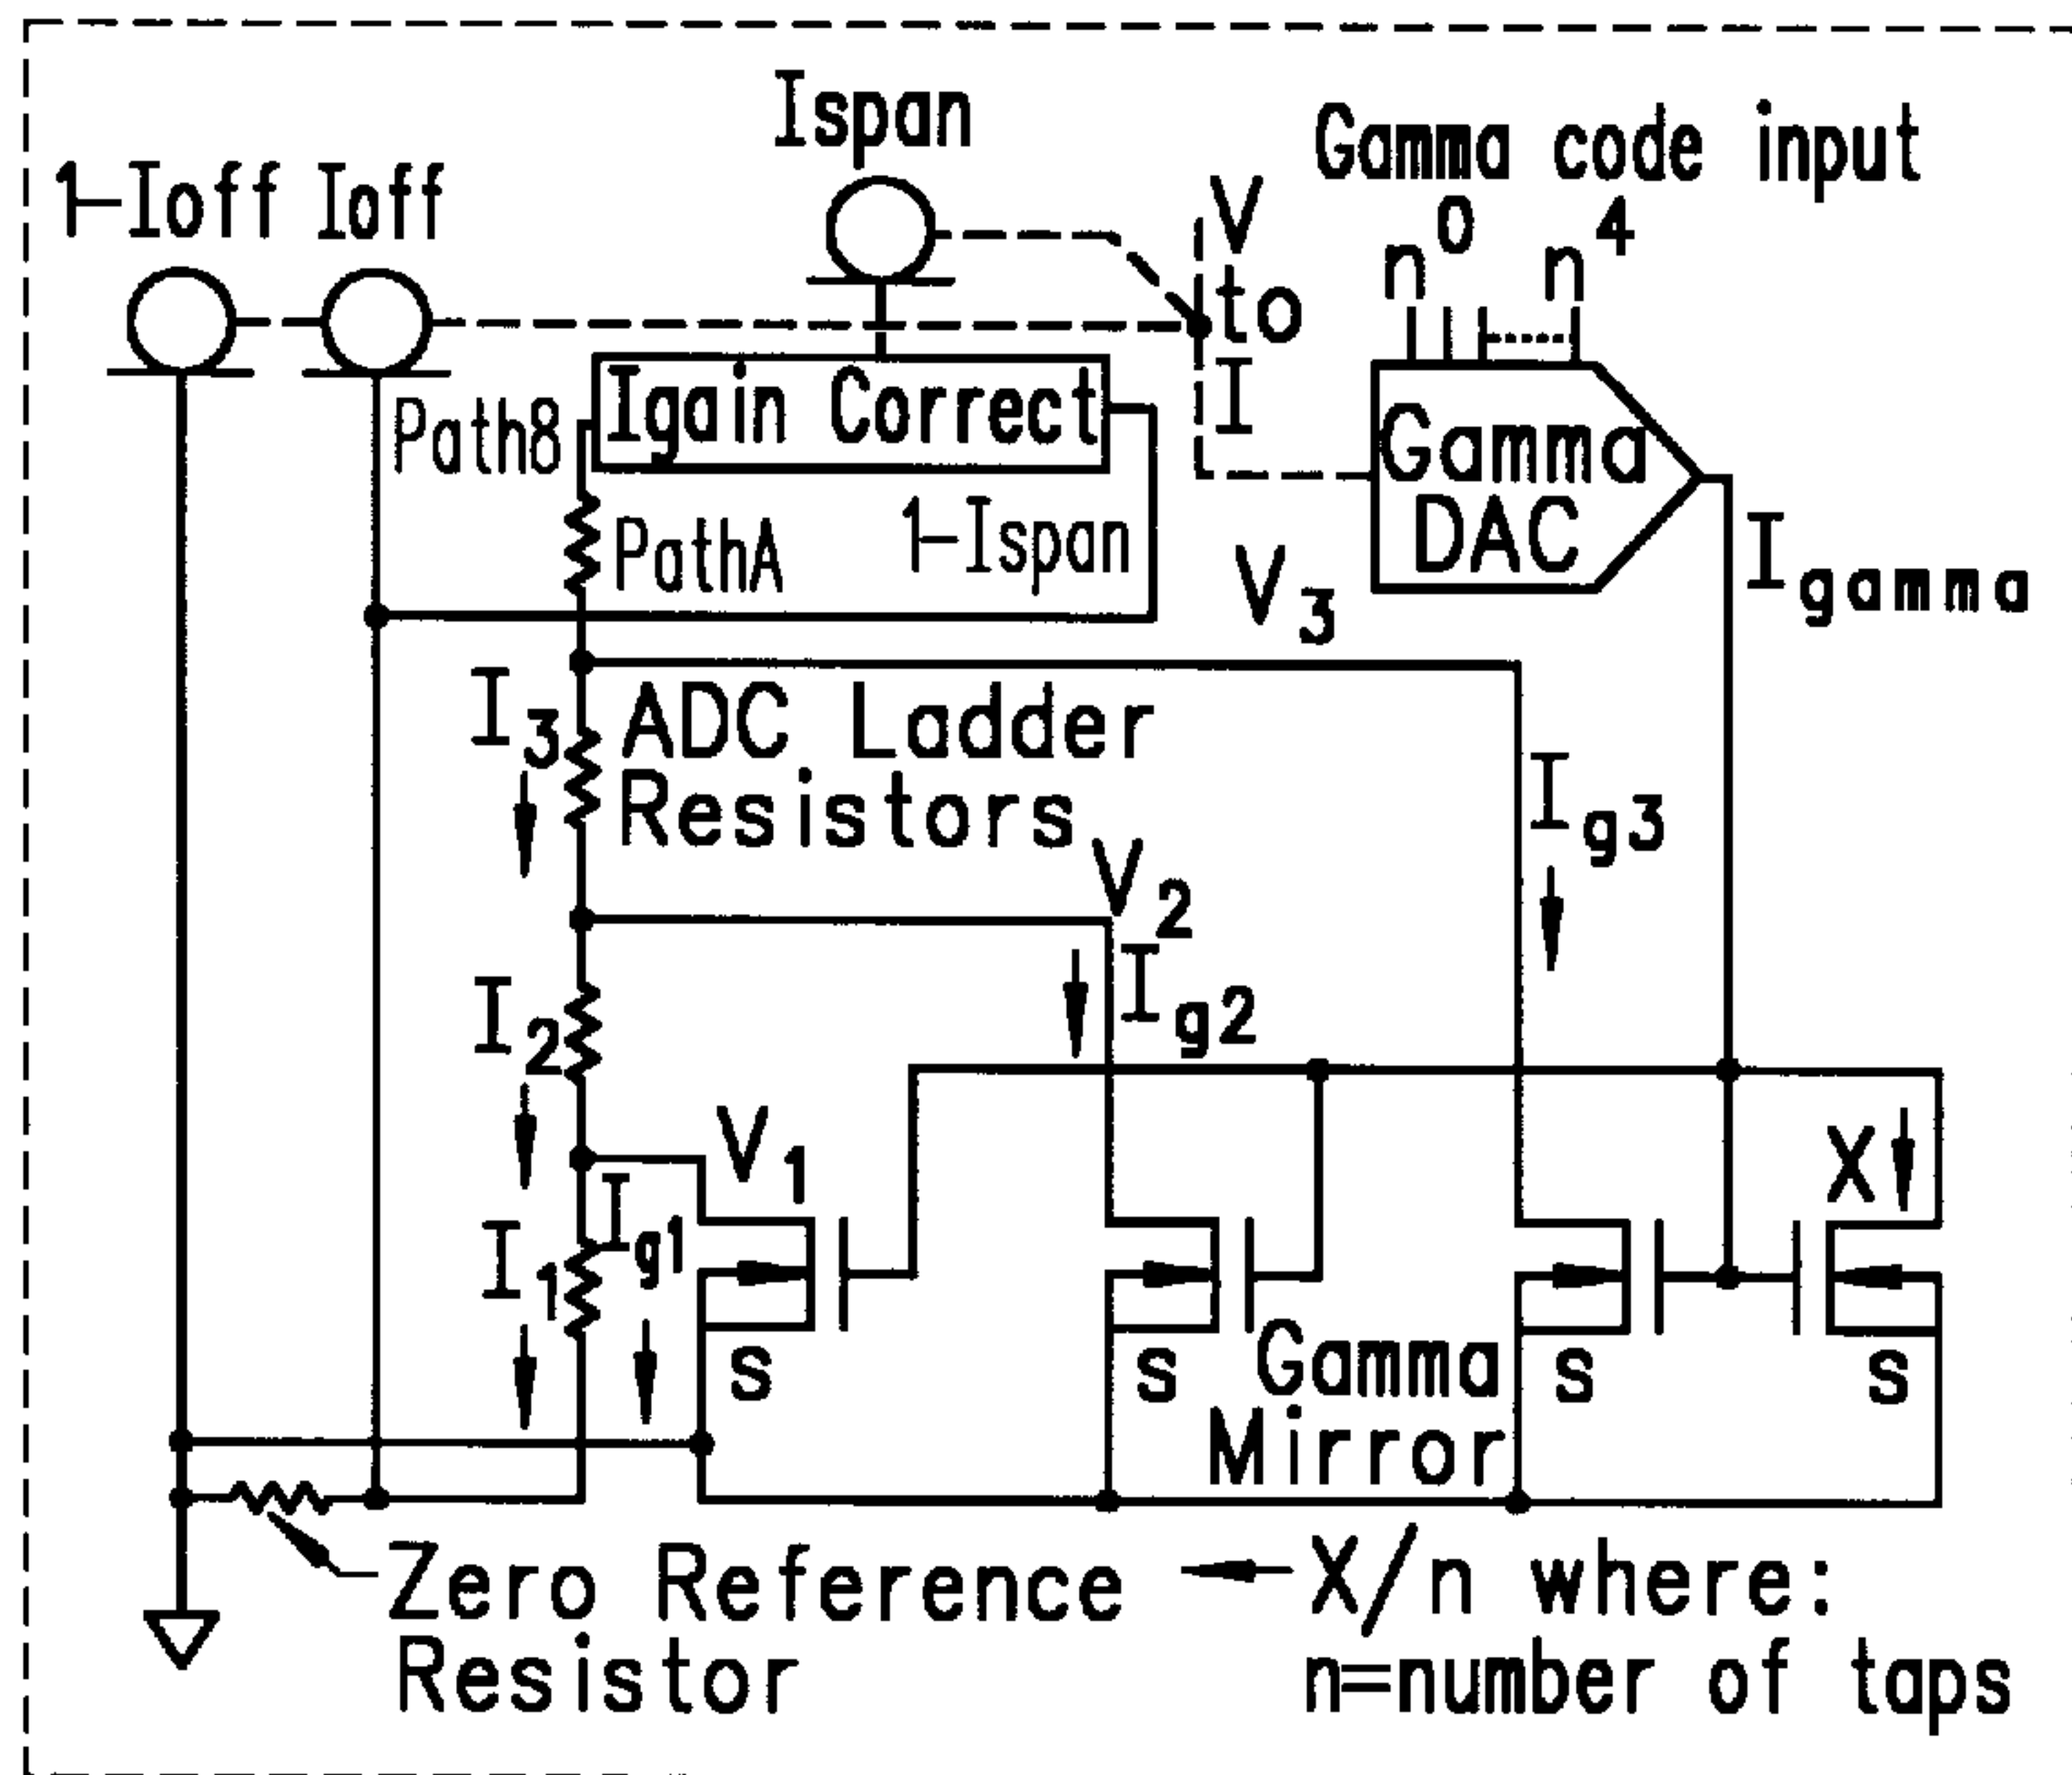 Ispan
Gamma code input
1-Ioff Ioff
n0 n4
V
to
I
Path8
Igain Correct
Gamma
DAC
PathA
1-Ispan
V3
Igamma
I3
ADC Ladder
Resistors
Ig3
V2
Ig2
I2
V1
X
Ig1
I1
s
s
s
s
Gamma
Mirror
Zero Reference
Resistor
X/n where:
n=number of taps